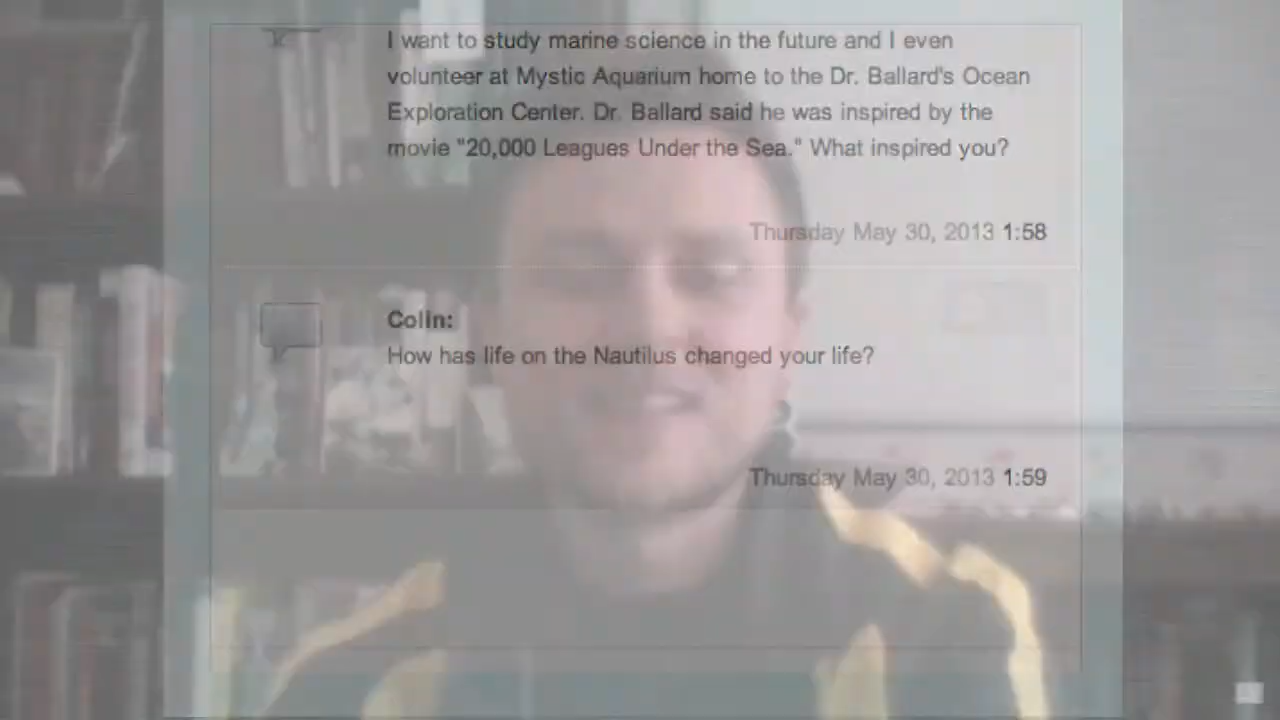 I want to study marine science in the future and I even
volunteer at Mystic Aquarium home to the Dr. Ballard's Ocean
Exploration Center. Dr. Ballard said he was inspired by the
movie "20,000 Leagues Under the Sea." What inspired you?
Thursday May 30, 2013 1:58
Colin:
How has life on the Nautilus changed your life?
Thursday May 30, 2013 1:59